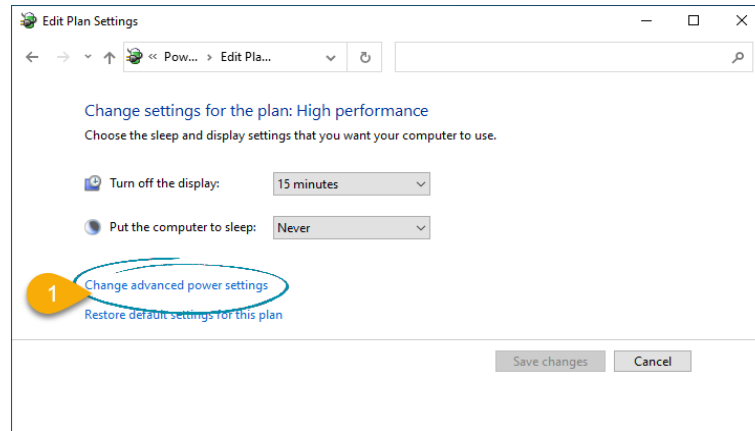 Edit Plan Settings
« Pow... › Edit Pla...
Change settings for the plan: High performance
Choose the sleep and display settings that you want your computer to use.
Turn off the display: 15 minutes
Put the computer to sleep: Never
1 Change advanced power settings
Restore default settings for this plan
Save changes Cancel